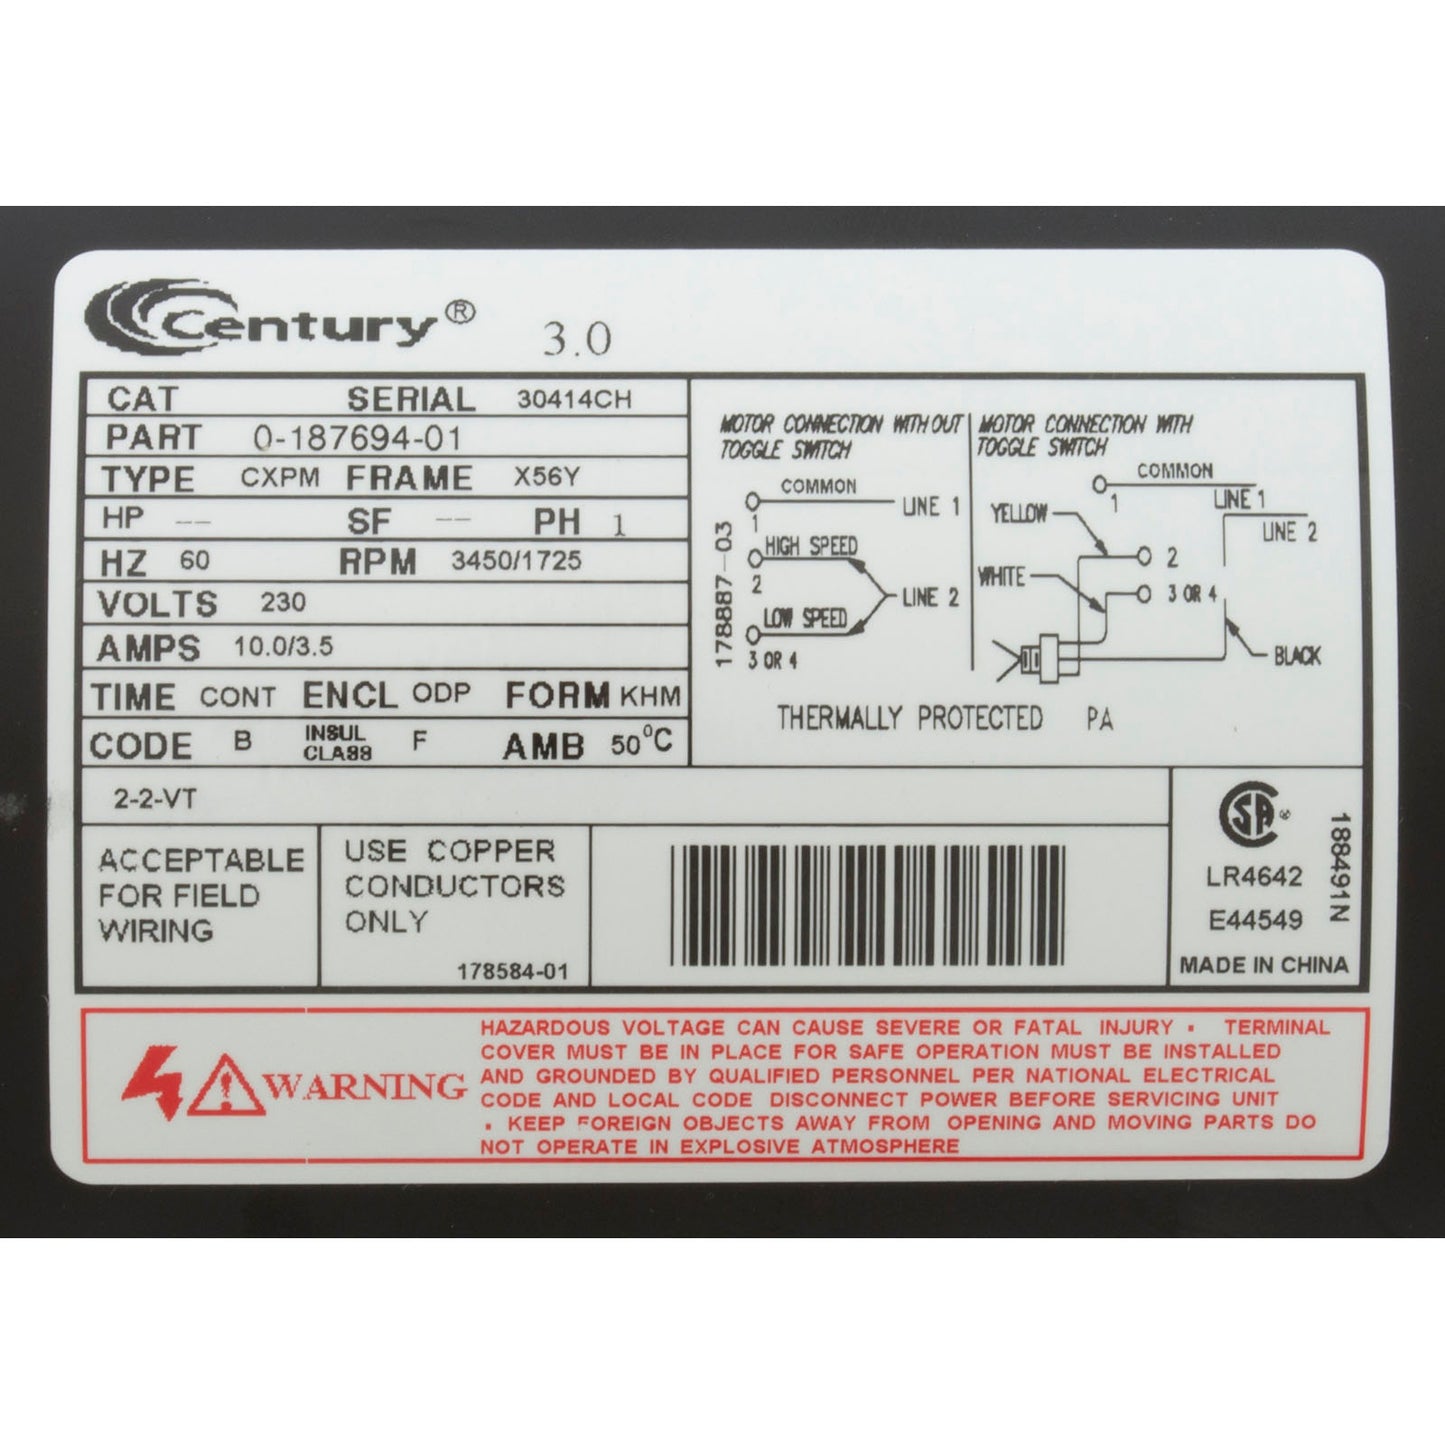 Century® 3.0
CAT SERIAL 30414CH
PART 0-187694-01
TYPE CXPM FRAME X56Y
HP -- SF -- PH 1
HZ 60 RPM 3450/1725
VOLTS 230
AMPS 10.0/3.5
TIME CONT ENCL ODP FORM KHM
CODE B INSUL CLASS F AMB 50°C
MOTOR CONNECTION WITH OUT
TOGGLE SWITCH
COMMON
LINE 1
1
HIGH SPEED
2
LINE 2
LOW SPEED
3 OR 4
178887-03
MOTOR CONNECTION WITH
TOGGLE SWITCH
COMMON
1
LINE 1
YELLOW
LINE 2
2
WHITE
3 OR 4
BLACK
THERMALLY PROTECTED PA
2-2-VT
ACCEPTABLE
FOR FIELD
WIRING
USE COPPER
CONDUCTORS
ONLY
178584-01
SA ®
LR4642
E44549
MADE IN CHINA
188491N
WARNING
HAZARDOUS VOLTAGE CAN CAUSE SEVERE OR FATAL INJURY • TERMINAL
COVER MUST BE IN PLACE FOR SAFE OPERATION MUST BE INSTALLED
AND GROUNDED BY QUALIFIED PERSONNEL PER NATIONAL ELECTRICAL
CODE AND LOCAL CODE DISCONNECT POWER BEFORE SERVICING UNIT
• KEEP FOREIGN OBJECTS AWAY FROM OPENING AND MOVING PARTS DO
NOT OPERATE IN EXPLOSIVE ATMOSPHERE